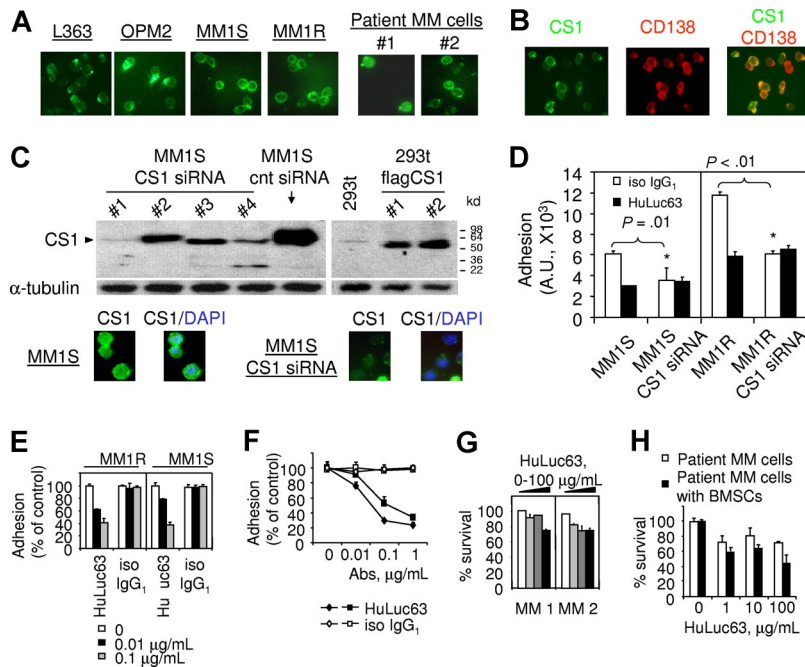 A
L363 OPM2 MM1S MM1R
Patient MM cells
#1 #2
B
CS1 CD138 CS1
CD138
C
MM1S
CS1 siRNA
MM1S
cnt siRNA
293t
293t
flagCS1
#1 #2 #3 #4 #1 #2
kd
98
64
50
36
22
CS1
α-tubulin
CS1 CS1/DAPI
MM1S
CS1 CS1/DAPI
MM1S
CS1 siRNA
D
P < .01
iso IgG1
HuLuc63
P = .01
* *
Adhesion
(A.U., X10³)
14
12
10
8
6
4
2
0
MM1S
MM1S
CS1 siRNA
MM1R
MM1R
CS1 siRNA
E
MM1R MM1S
Adhesion
(% of control)
100
80
60
40
20
0
HuLuc63
iso
IgG1
Hu uc63
iso
IgG1
0
0.01 µg/mL
0.1 µg/mL
F
Adhesion
(% of control)
100
80
60
40
20
0
0 0.01 0.1 1
Abs, µg/mL
HuLuc63
iso IgG1
G
HuLuc63,
0-100 µg/mL
% survival
100
80
60
40
20
0
MM 1 MM 2
H
Patient MM cells
Patient MM cells
with BMSCs
% survival
100
80
60
40
20
0
0 1 10 100
HuLuc63, µg/mL